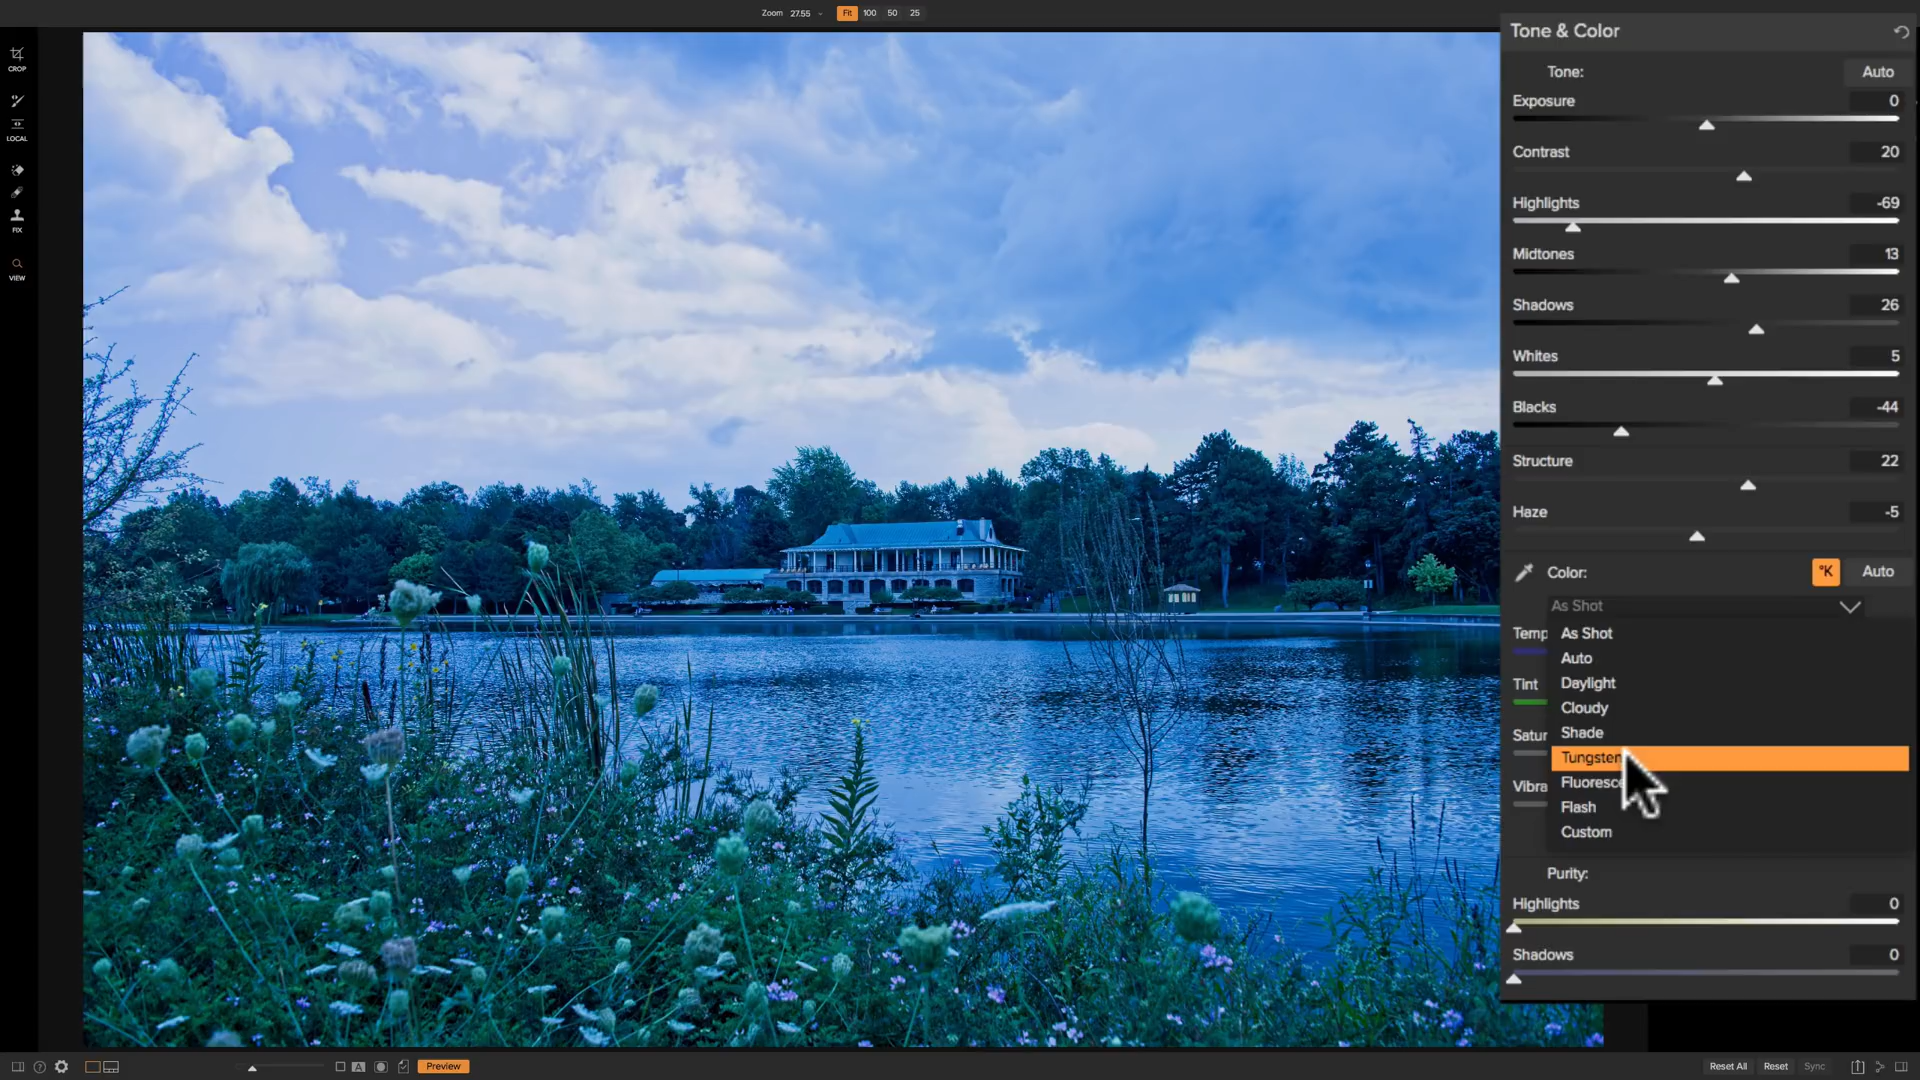 Zoom 27.55 Fit 100 50 25
CROP
LOCAL
FIX
VIEW
Tone & Color
Tone: Auto
Exposure 0
Contrast 20
Highlights -69
Midtones 13
Shadows 26
Whites 5
Blacks -44
Structure 22
Haze -5
Color: °K Auto
As Shot
Temp
Tint
Satur
Vibra
As Shot
Auto
Daylight
Cloudy
Shade
Tungsten
Fluoresce
Flash
Custom
Purity:
Highlights 0
Shadows 0
A Preview Reset All Reset Sync